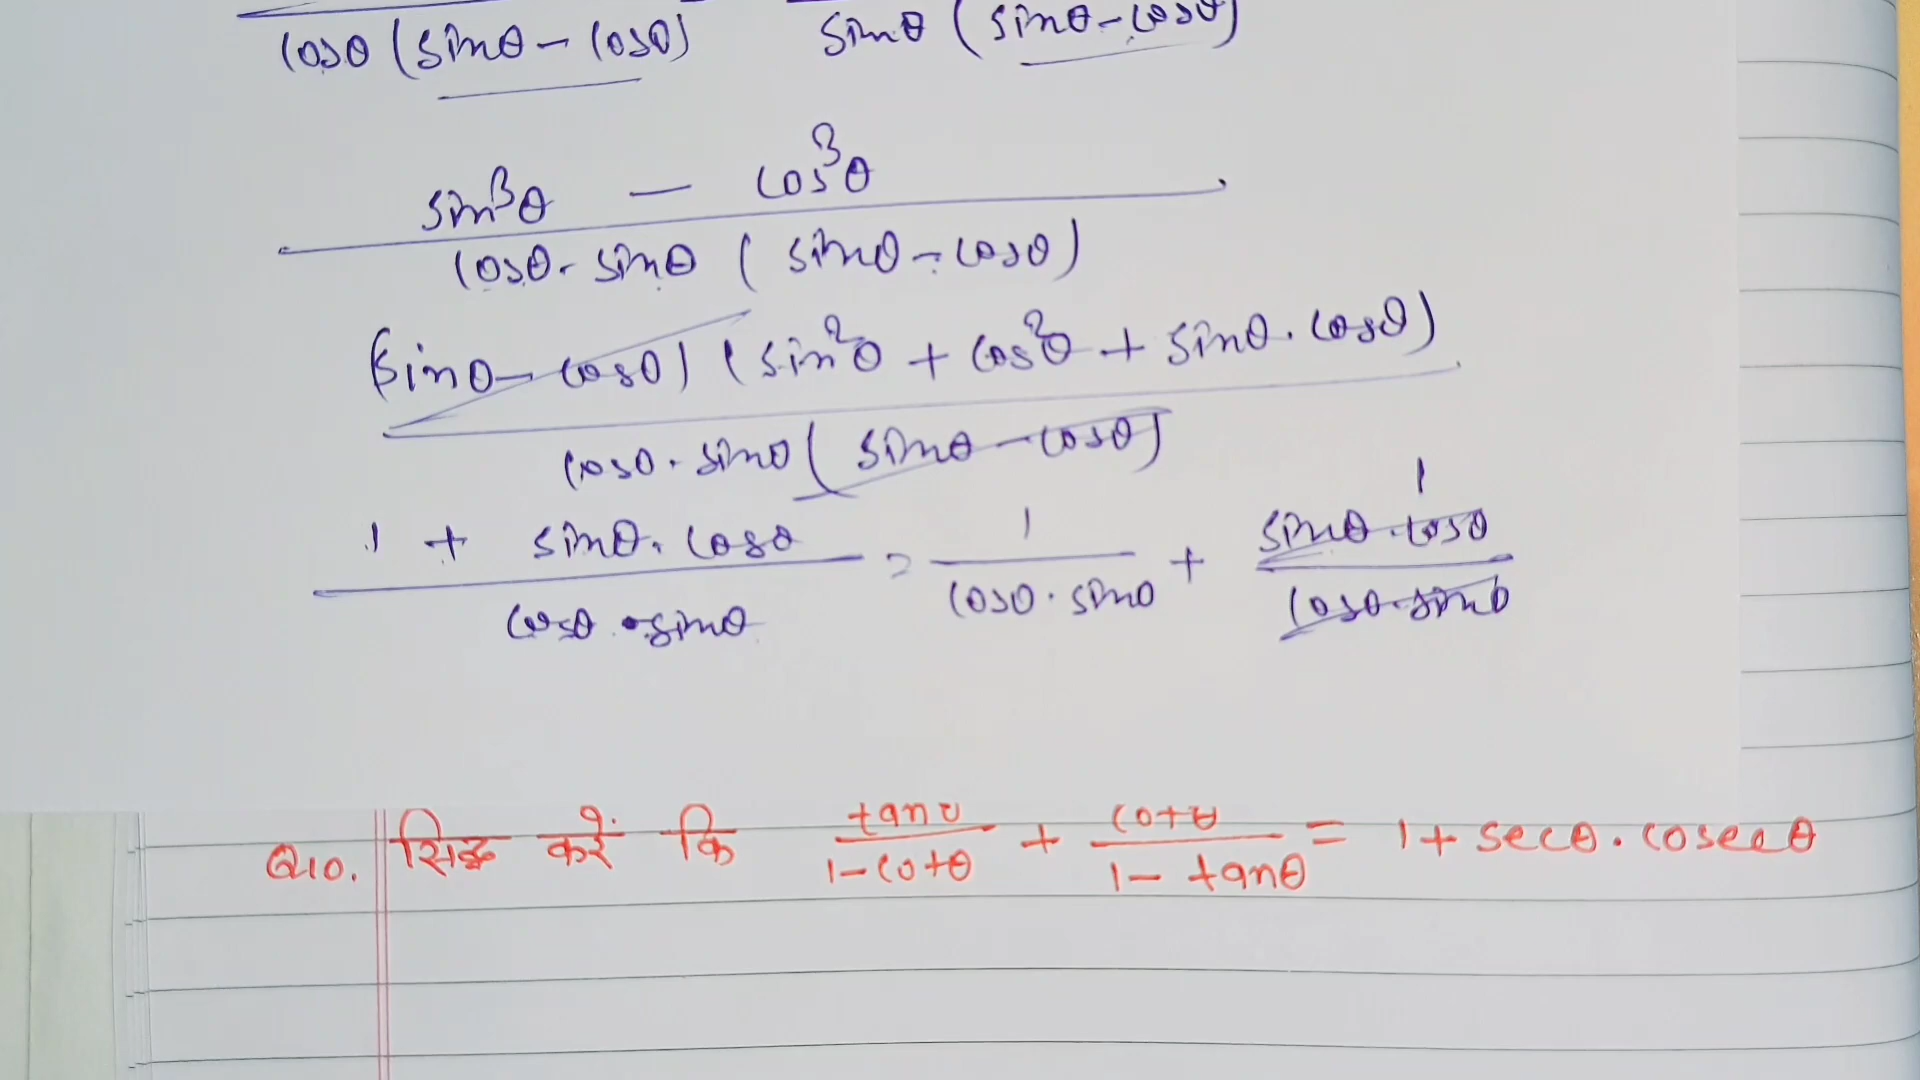 cosθ (sinθ - cosθ) sinθ (sinθ - cosθ)
sin³θ - cos³θ
cosθ. sinθ ( sinθ - cosθ)
(sinθ - cosθ) (sin²θ + cos²θ + sinθ. cosθ)
cosθ. sinθ ( sinθ - cosθ)
1
1 + sinθ. cosθ = 1 + sinθ. cosθ
cosθ. sinθ cosθ. sinθ cosθ. sinθ
Q10. सिद्ध करें कि tanθ/1-cotθ + cotθ/1-tanθ = 1+ secθ. cosecθ